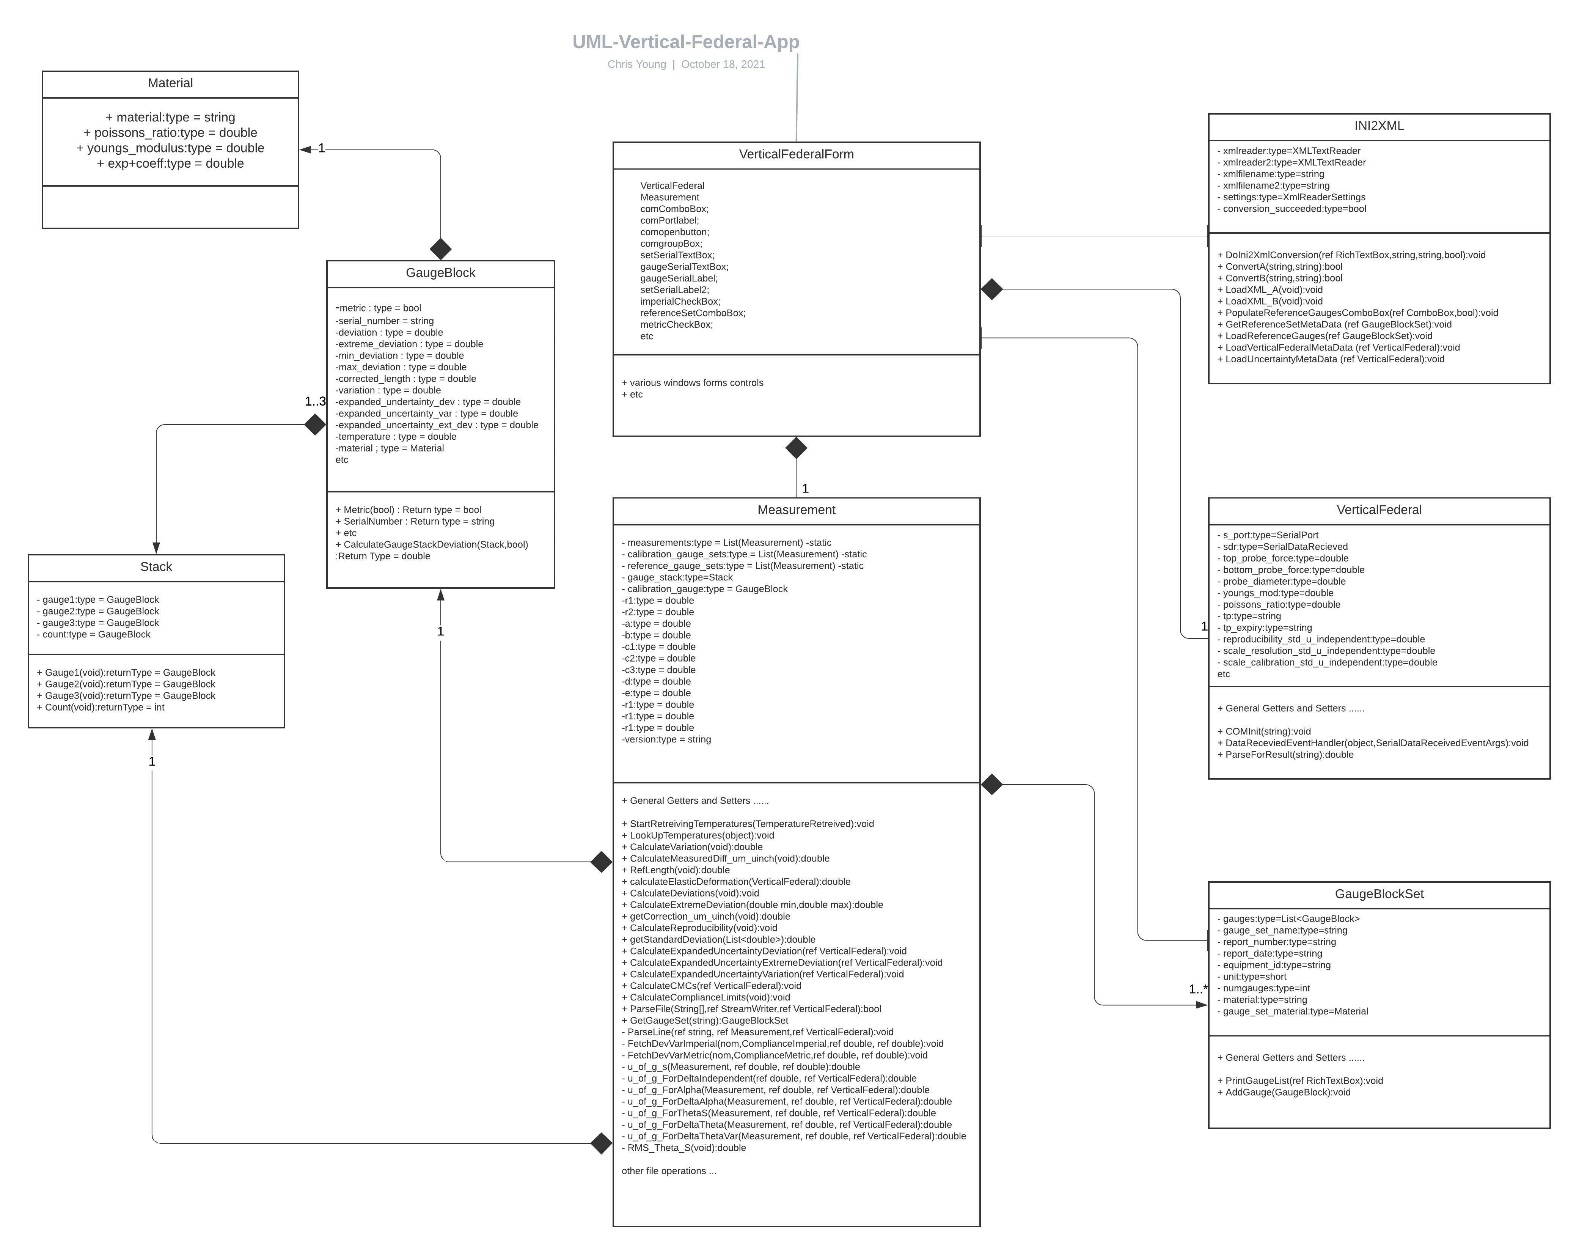 UML-Vertical-Federal-App
Chris Young | October 18, 2021
Material
+ material:type = string
+ poissons_ratio:type = double
+ youngs_modulus:type = double
+ exp+coeff:type = double
1
GaugeBlock
-metric : type = bool
-serial_number = string
-deviation : type = double
-extreme_deviation : type = double
-min_deviation : type = double
-max_deviation : type = double
-corrected_length : type = double
-variation : type = double
-expanded_undertainty_dev : type = double
-expanded_uncertainty_var : type = double
-expanded_uncertainty_ext_dev : type = double
-temperature : type = double
-material ; type = Material
etc
+ Metric(bool) : Return type = bool
+ SerialNumber : Return type = string
+ etc
+ CalculateGaugeStackDeviation(Stack,bool)
:Return Type = double
1..3
1
Stack
- gauge1:type = GaugeBlock
- gauge2:type = GaugeBlock
- gauge3:type = GaugeBlock
- count:type = GaugeBlock
+ Gauge1(void):returnType = GaugeBlock
+ Gauge2(void):returnType = GaugeBlock
+ Gauge3(void):returnType = GaugeBlock
+ Count(void):returnType = int
1
VerticalFederalForm
VerticalFederal
Measurement
comComboBox;
comPortlabel;
comopenbutton;
comgroupBox;
setSerialTextBox;
gaugeSerialTextBox;
gaugeSerialLabel;
setSerialLabel2;
imperialCheckBox;
referenceSetComboBox;
metricCheckBox;
etc
+ various windows forms controls
+ etc
1
Measurement
- measurements:type = List(Measurement) -static
- calibration_gauge_sets:type = List(Measurement) -static
- reference_gauge_sets:type = List(Measurement) -static
- gauge_stack:type=Stack
- calibration_gauge:type = GaugeBlock
-r1:type = double
-r2:type = double
-a:type = double
-b:type = double
-c1:type = double
-c2:type = double
-c3:type = double
-d:type = double
-e:type = double
-r1:type = double
-r1:type = double
-r1:type = double
-version:type = string
+ General Getters and Setters ......
+ StartRetreivingTemperatures(TemperatureRetreived):void
+ LookUpTemperatures(object):void
+ CalculateVariation(void):double
+ CalculateMeasuredDiff_um_uinch(void):double
+ RefLength(void):double
+ calculateElasticDeformation(VerticalFederal):double
+ CalculateDeviations(void):void
+ CalculateExtremeDeviation(double min,double max):double
+ getCorrection_um_uinch(void):double
+ CalculateReproducibility(void):void
+ getStandardDeviation(List<double>):double
+ CalculateExpandedUncertaintyDeviation(ref VerticalFederal):void
+ CalculateExpandedUncertaintyExtremeDeviation(ref VerticalFederal):void
+ CalculateExpandedUncertaintyVariation(ref VerticalFederal):void
+ CalculateCMCs(ref VerticalFederal):void
+ CalculateComplianceLimits(void):void
+ ParseFile(String[],ref StreamWriter,ref VerticalFederal):bool
+ GetGaugeSet(string):GaugeBlockSet
- ParseLine(ref string, ref Measurement,ref VerticalFederal):void
- FetchDevVarImperial(nom,ComplianceImperial,ref double, ref double):void
- FetchDevVarMetric(nom,ComplianceMetric,ref double, ref double):void
- u_of_g_s(Measurement, ref double, ref double):double
- u_of_g_ForDeltaIndependent(ref double, ref VerticalFederal):double
- u_of_g_ForAlpha(Measurement, ref double, ref VerticalFederal):double
- u_of_g_ForDeltaAlpha(Measurement, ref double, ref VerticalFederal):double
- u_of_g_ForThetaS(Measurement, ref double, ref VerticalFederal):double
- u_of_g_ForDeltaTheta(Measurement, ref double, ref VerticalFederal):double
- u_of_g_ForDeltaThetaVar(Measurement, ref double, ref VerticalFederal):double
- RMS_Theta_S(void):double
other file operations ...
INI2XML
- xmlreader:type=XMLTextReader
- xmlreader2:type=XMLTextReader
- xmlfilename:type=string
- xmlfilename2:type=string
- settings:type=XmlReaderSettings
- conversion_succeeded:type=bool
+ DoIni2XmlConversion(ref RichTextBox,string,string,bool):void
+ ConvertA(string,string):bool
+ ConvertB(string,string):bool
+ LoadXML_A(void):void
+ LoadXML_B(void):void
+ PopulateReferenceGaugesComboBox(ref ComboBox,bool):void
+ GetReferenceSetMetaData (ref GaugeBlockSet):void
+ LoadReferenceGauges(ref GaugeBlockSet):void
+ LoadVerticalFederalMetaData (ref VerticalFederal):void
+ LoadUncertaintyMetaData (ref VerticalFederal):void
VerticalFederal
- s_port:type=SerialPort
- sdr:type=SerialDataRecieved
- top_probe_force:type=double
- bottom_probe_force:type=double
- probe_diameter:type=double
- youngs_mod:type=double
- poissons_ratio:type=double
- tp:type=string
- tp_expiry:type=string
- reproducibility_std_u_independent:type=double
- scale_resolution_std_u_independent:type=double
- scale_calibration_std_u_independent:type=double
etc
1
+ General Getters and Setters ......
+ COMInit(string):void
+ DataReceviedEventHandler(object,SerialDataReceivedEventArgs):void
+ ParseForResult(string):double
GaugeBlockSet
- gauges:type=List<GaugeBlock>
- gauge_set_name:type=string
- report_number:type=string
- report_date:type=string
- equipment_id:type=string
- unit:type=short
- numgauges:type=int
- material:type=string
- gauge_set_material:type=Material
1..*
+ General Getters and Setters ......
+ PrintGaugeList(ref RichTextBox):void
+ AddGauge(GaugeBlock):void